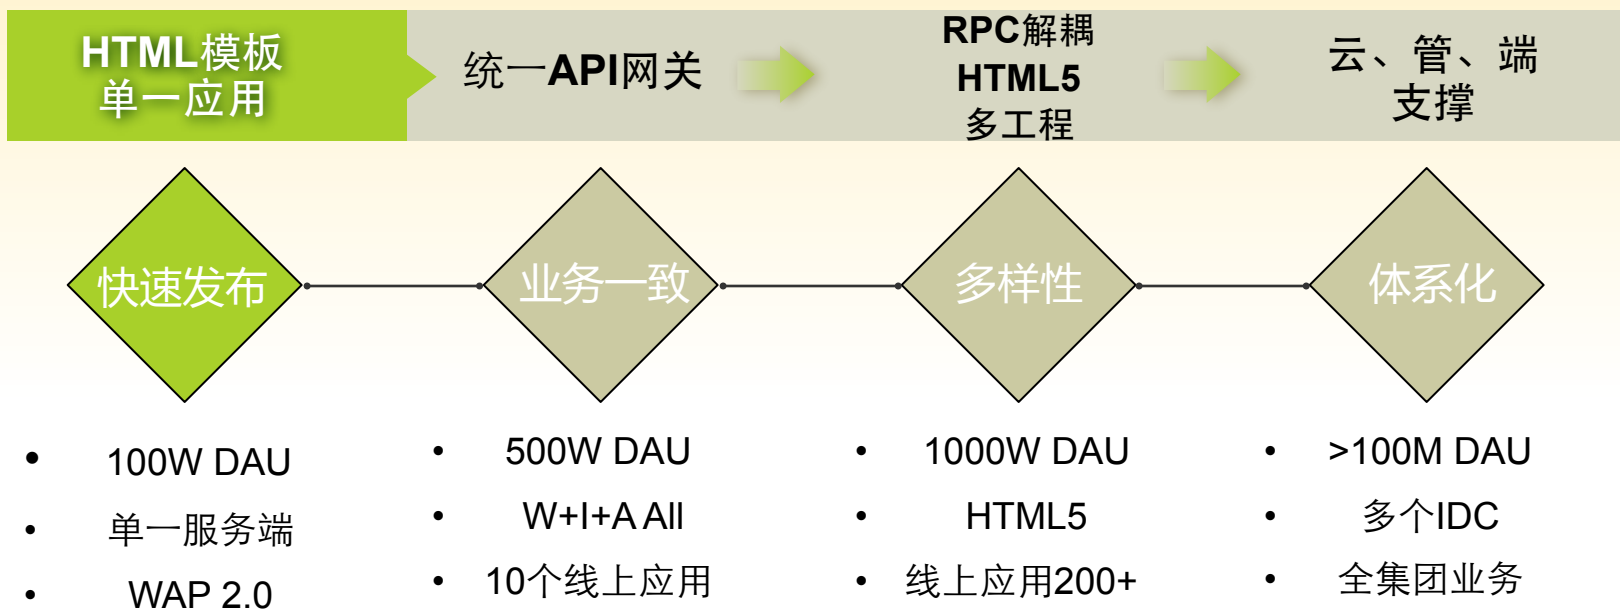 HTML模板
单一应用
统一API网关
RPC解耦
HTML5
多工程
云、管、端
支撑
快速发布
业务一致
多样性
体系化
• 100W DAU
• 单一服务端
• WAP 2.0
• 500W DAU
• W+I+A All
• 10个线上应用
• 1000W DAU
• HTML5
• 线上应用200+
• >100M DAU
• 多个IDC
• 全集团业务